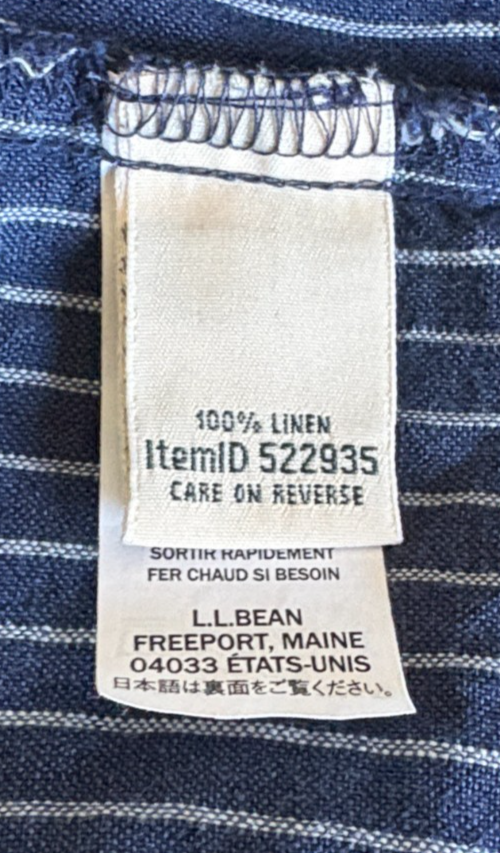 100% LINEN
ItemID 522935
CARE ON REVERSE
SORTIR RAPIDEMENT
FER CHAUD SI BESOIN
L.L.BEAN
FREEPORT, MAINE
04033 ÉTATS-UNIS
日本語は裏面をご覧ください。